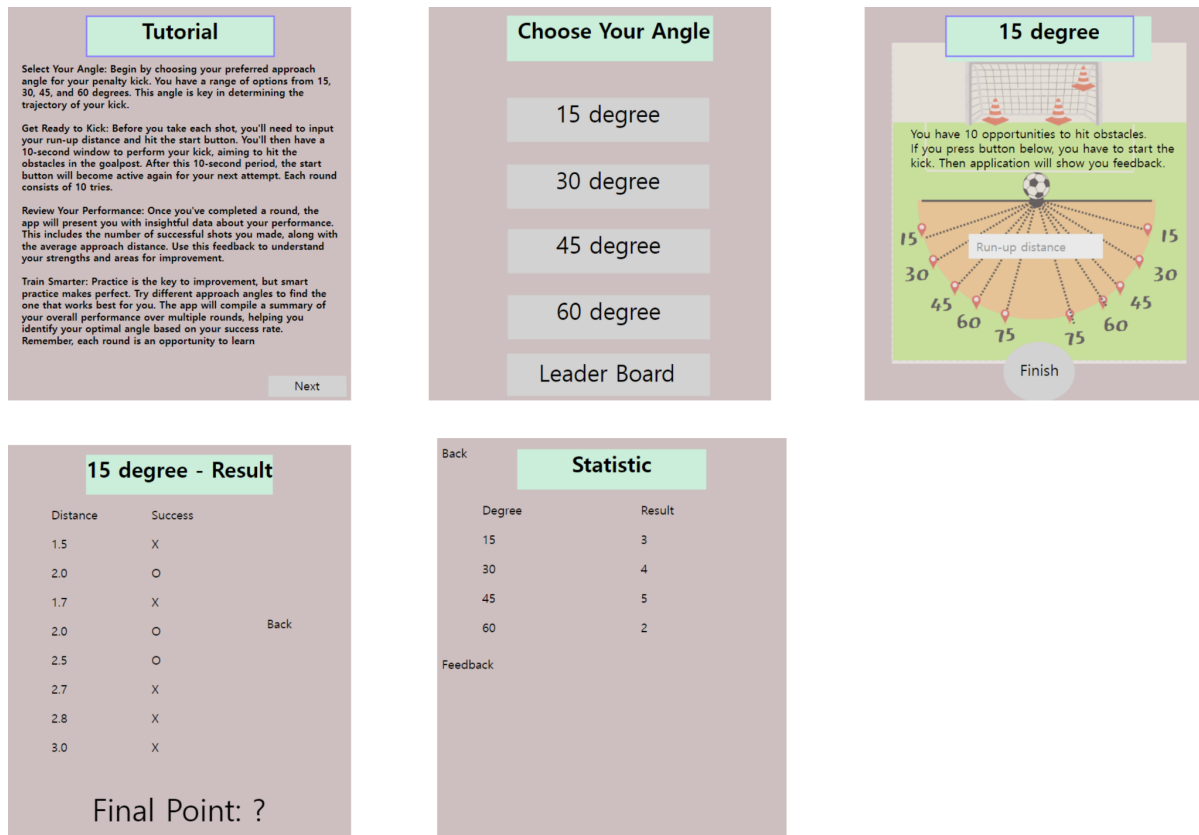 Tutorial
Select Your Angle: Begin by choosing your preferred approach
angle for your penalty kick. You have a range of options from 15,
30, 45, and 60 degrees. This angle is key in determining the
trajectory of your kick.
Get Ready to Kick: Before you take each shot, you'll need to input
your run-up distance and hit the start button. You'll then have a
10-second window to perform your kick, aiming to hit the
obstacles in the goalpost. After this 10-second period, the start
button will become active again for your next attempt. Each round
consists of 10 tries.
Review Your Performance: Once you've completed a round, the
app will present you with insightful data about your performance.
This includes the number of successful shots you made, along with
the average approach distance. Use this feedback to understand
your strengths and areas for improvement.
Train Smarter: Practice is the key to improvement, but smart
practice makes perfect. Try different approach angles to find the
one that works best for you. The app will compile a summary of
your overall performance over multiple rounds, helping you
identify your optimal angle based on your success rate.
Remember, each round is an opportunity to learn
Next
Choose Your Angle
15 degree
30 degree
45 degree
60 degree
Leader Board
15 degree
You have 10 opportunities to hit obstacles.
If you press button below, you have to start the
kick. Then application will show you feedback.
Run-up distance
15 15
30 30
45 45
60 60
75 75
Finish
15 degree - Result
Distance Success
1.5 X
2.0 O
1.7 X
2.0 O
Back
2.5 O
2.7 X
2.8 X
3.0 X
Final Point: ?
Back
Statistic
Degree Result
15 3
30 4
45 5
60 2
Feedback